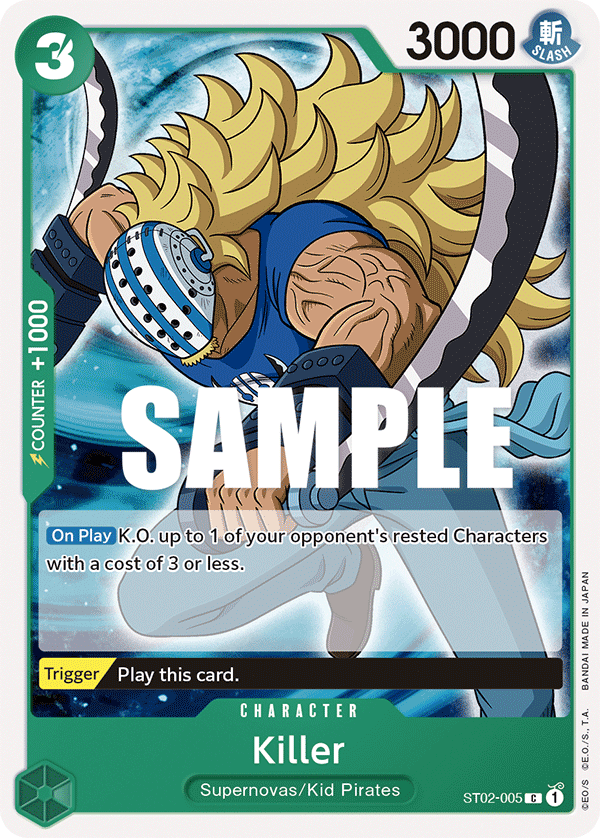 3
3000
斬
SLASH
COUNTER +1000
SAMPLE
On Play K.O. up to 1 of your opponent's rested Characters
with a cost of 3 or less.
Trigger Play this card.
CHARACTER
Killer
Supernovas/Kid Pirates
ST02-005 C 1
©EO/S ©E.O./S., T.A. BANDAI MADE IN JAPAN